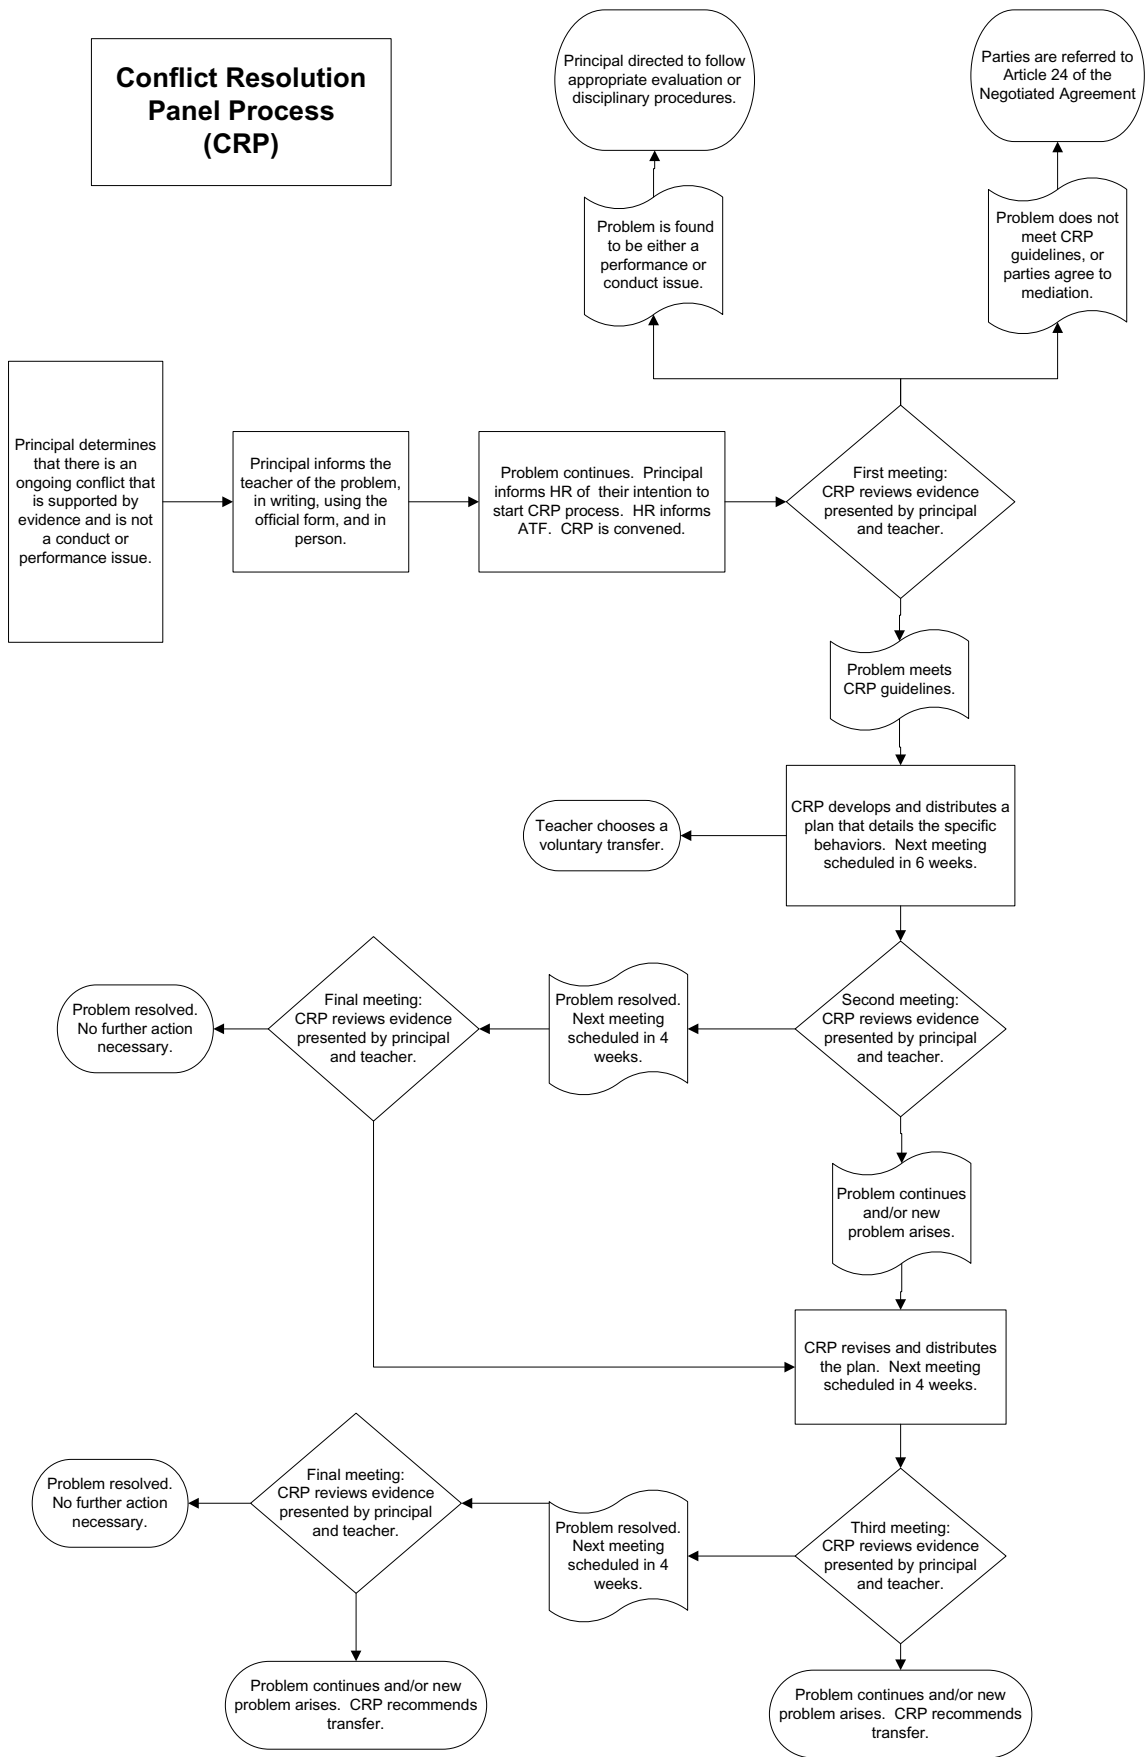 Conflict Resolution
Panel Process
(CRP)
Principal directed to follow
appropriate evaluation or
disciplinary procedures.
Parties are referred to
Article 24 of the
Negotiated Agreement
Problem is found
to be either a
performance or
conduct issue.
Problem does not
meet CRP
guidelines, or
parties agree to
mediation.
Principal determines
that there is an
ongoing conflict that
is supported by
evidence and is not
a conduct or
performance issue.
Principal informs the
teacher of the problem,
in writing, using the
official form, and in
person.
Problem continues. Principal
informs HR of their intention to
start CRP process. HR informs
ATF. CRP is convened.
First meeting:
CRP reviews evidence
presented by principal
and teacher.
Problem meets
CRP guidelines.
CRP develops and distributes a
plan that details the specific
behaviors. Next meeting
scheduled in 6 weeks.
Teacher chooses a
voluntary transfer.
Second meeting:
CRP reviews evidence
presented by principal
and teacher.
Problem resolved.
Next meeting
scheduled in 4
weeks.
Final meeting:
CRP reviews evidence
presented by principal
and teacher.
Problem resolved.
No further action
necessary.
Problem continues
and/or new
problem arises.
CRP revises and distributes
the plan. Next meeting
scheduled in 4 weeks.
Third meeting:
CRP reviews evidence
presented by principal
and teacher.
Problem resolved.
Next meeting
scheduled in 4
weeks.
Final meeting:
CRP reviews evidence
presented by principal
and teacher.
Problem resolved.
No further action
necessary.
Problem continues and/or new
problem arises. CRP recommends
transfer.
Problem continues and/or new
problem arises. CRP recommends
transfer.